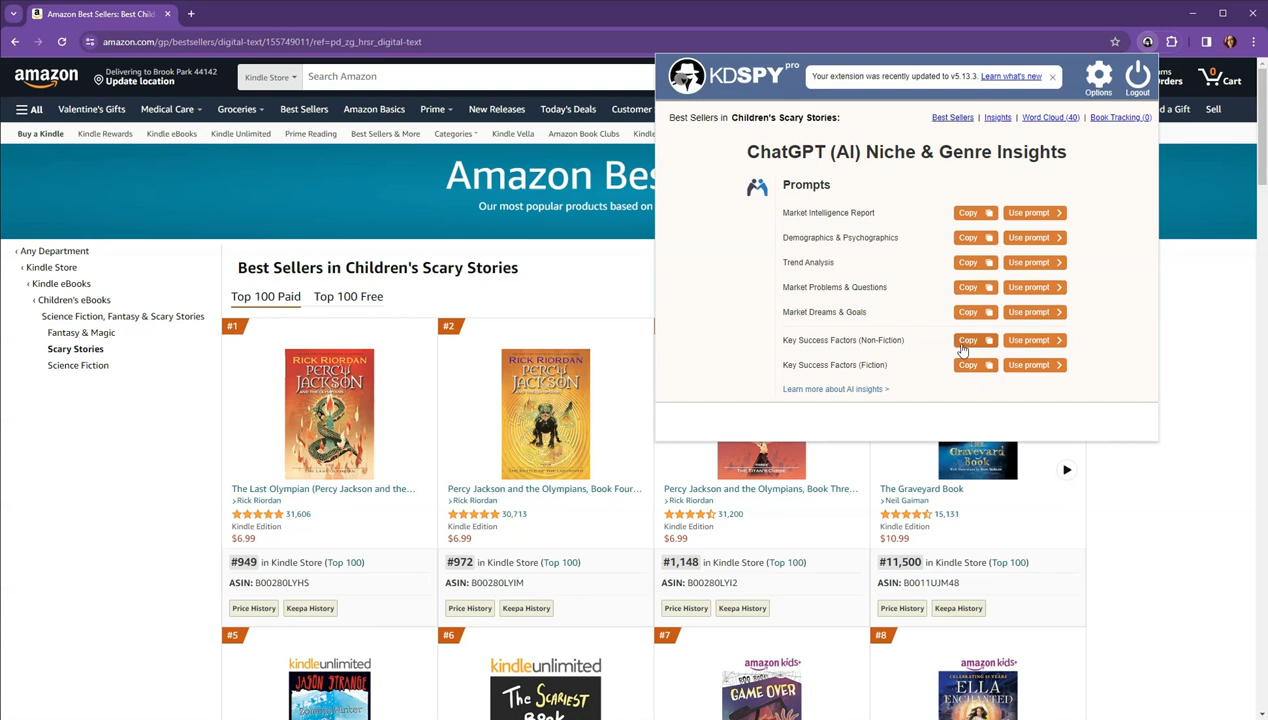 Amazon Best Sellers: Best Child
amazon.com/gp/bestsellers/digital-text/155749011/ref=pd_zg_hrsr_digital-text
amazon
Delivering to Brook Park 44142
Update location
Kindle Store
Search Amazon
Orders
0
Cart
All
Valentine's Gifts
Medical Care
Groceries
Best Sellers
Amazon Basics
Prime
New Releases
Today's Deals
Customer
a Gift
Sell
Buy a Kindle
Kindle Rewards
Kindle eBooks
Kindle Unlimited
Prime Reading
Best Sellers & More
Categories
Kindle Vella
Amazon Book Clubs
Kindle
Amazon Bes
Our most popular products based on
KDSPY pro
Your extension was recently updated to v5.13.3. Learn what's new
Options
Logout
Best Sellers in Children's Scary Stories:
Best Sellers | Insights | Word Cloud (40) | Book Tracking (0)
ChatGPT (AI) Niche & Genre Insights
Prompts
Market Intelligence Report
Copy
Use prompt
Demographics & Psychographics
Copy
Use prompt
Trend Analysis
Copy
Use prompt
Market Problems & Questions
Copy
Use prompt
Market Dreams & Goals
Copy
Use prompt
Key Success Factors (Non-Fiction)
Copy
Use prompt
Key Success Factors (Fiction)
Copy
Use prompt
Learn more about AI insights >
‹ Any Department
‹ Kindle Store
‹ Kindle eBooks
‹ Children's eBooks
Science Fiction, Fantasy & Scary Stories
Fantasy & Magic
Scary Stories
Science Fiction
Best Sellers in Children's Scary Stories
Top 100 Paid
Top 100 Free
#1
RICK RIORDAN
PERCY JACKSON
The Last Olympian (Percy Jackson and the...
Rick Riordan
31,606
Kindle Edition
$6.99
#949 in Kindle Store (Top 100)
ASIN: B00280LYHS
Price History
Keepa History
#2
RICK RIORDAN
PERCY JACKSON
Percy Jackson and the Olympians, Book Four...
Rick Riordan
30,713
Kindle Edition
$6.99
#972 in Kindle Store (Top 100)
ASIN: B00280LYIM
Price History
Keepa History
THE TITAN'S CURSE
Percy Jackson and the Olympians, Book Thre...
Rick Riordan
31,200
Kindle Edition
$6.99
#1,148 in Kindle Store (Top 100)
ASIN: B00280LYI2
Price History
Keepa History
Graveyard
Book
The Graveyard Book
Neil Gaiman
15,131
Kindle Edition
$10.99
#11,500 in Kindle Store (Top 100)
ASIN: B0011UJM48
Price History
Keepa History
#5
kindleunlimited
JASON STRANGE
#6
kindleunlimited
The SCARIEST
#7
amazon kids+
GAME OVER
#8
amazon kids+
ELLA
ENCHANTED